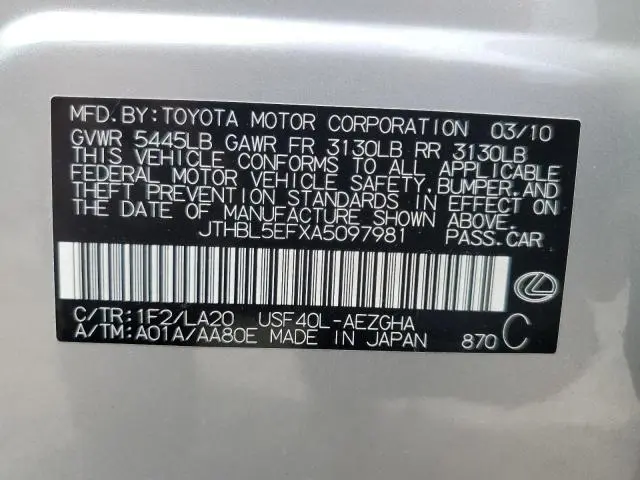 MFD.BY:TOYOTA MOTOR CORPORATION 03/10
GVWR 5445LB GAWR FR 3130LB RR 3130LB
THIS VEHICLE CONFORMS TO ALL APPLICABLE
FEDERAL MOTOR VEHICLE SAFETY,BUMPER,AND
THEFT PREVENTION STANDARDS IN EFFECT ON
THE DATE OF MANUFACTURE SHOWN ABOVE.
JTHBL5EFXA5097981 PASS.CAR
C/TR:1F2/LA20 USF40L-AEZGHA
A/TM:A01A/AA80E MADE IN JAPAN 870 C